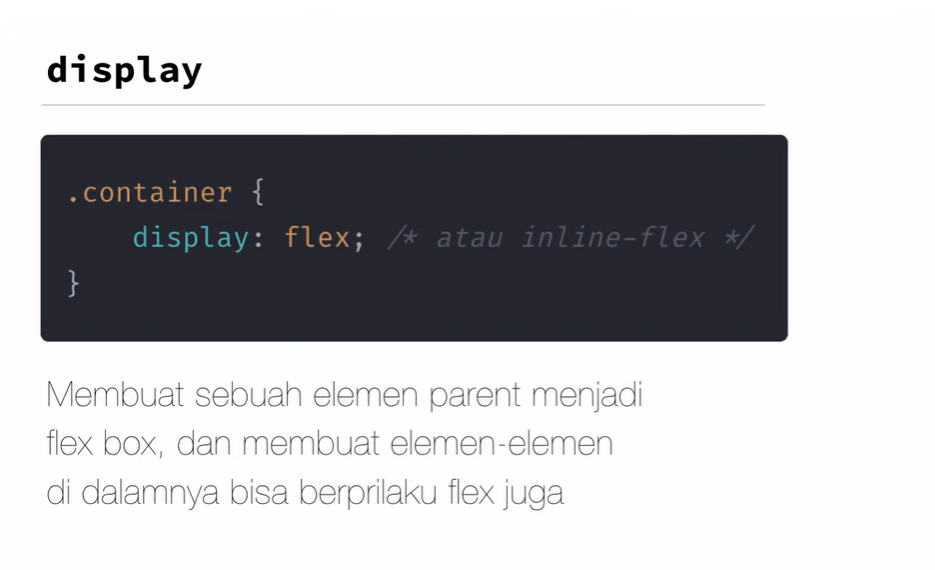 display
.container {
    display: flex; /* atau inline-flex */
}
Membuat sebuah elemen parent menjadi
flex box, dan membuat elemen-elemen
di dalamnya bisa berprilaku flex juga